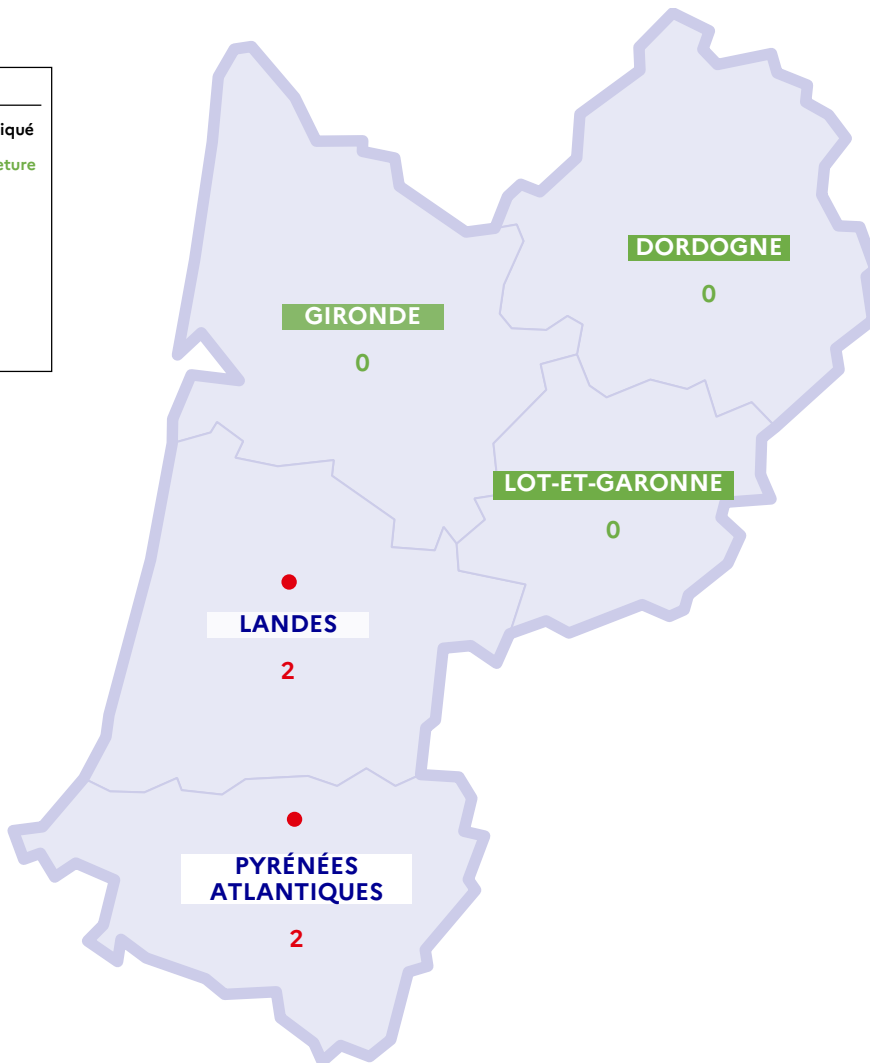 iqué
eture
DORDOGNE
0
GIRONDE
0
LOT-ET-GARONNE
0
LANDES
2
PYRÉNÉES
ATLANTIQUES
2